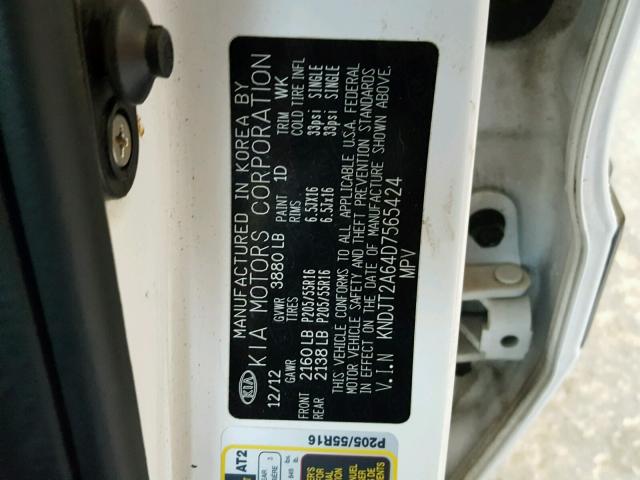 KIA
MANUFACTURED IN KOREA BY
KIA MOTORS CORPORATION
12/12 GVWR 3880 LB PAINT 1D TRIM WK
GAWR TIRES RIMS COLD TIRE INFL
FRONT 2160 LB P205/55R16 6.5JX16 33psi SINGLE
REAR 2138 LB P205/55R16 6.5Jx16 33psi SINGLE
THIS VEHICLE CONFORMS TO ALL APPLICABLE U.S.A. FEDERAL
MOTOR VEHICLE SAFETY AND THEFT PREVENTION STANDARDS
IN EFFECT ON THE DATE OF MANUFACTURE SHOWN ABOVE.
V.I.N KNDJT2A64D7565424
MPV
P205/55R16
AT2